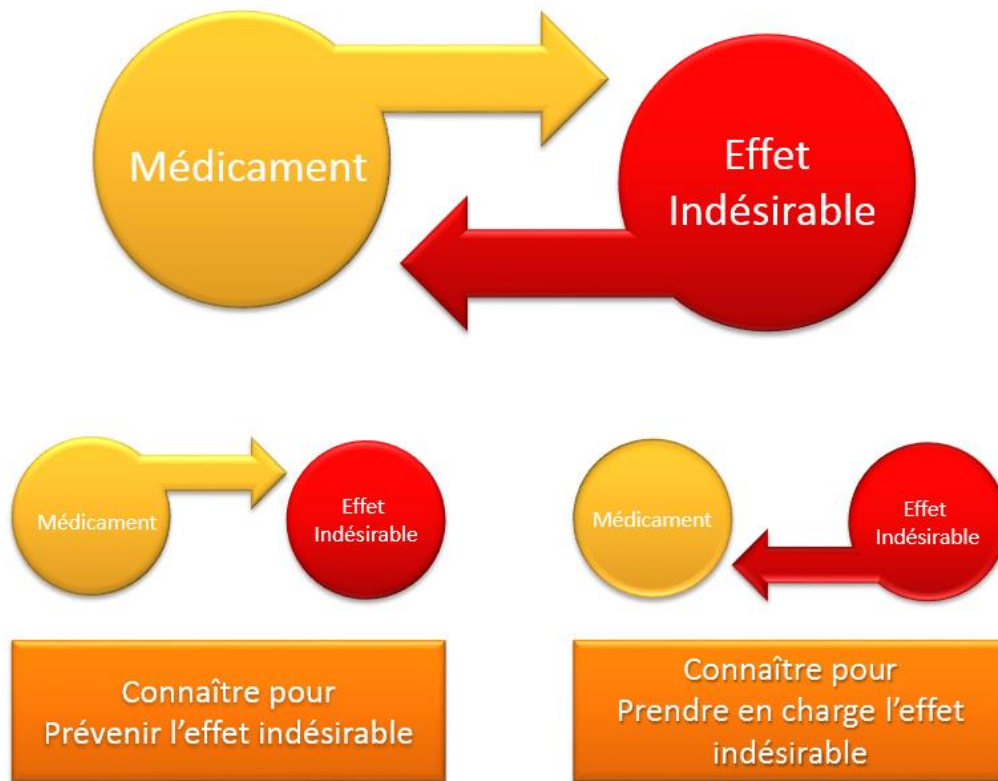 Médicament
Effet
Indésirable
Médicament
Effet
Indésirable
Médicament
Effet
Indésirable
Connaître pour
Prévenir l'effet indésirable
Connaître pour
Prendre en charge l'effet
indésirable